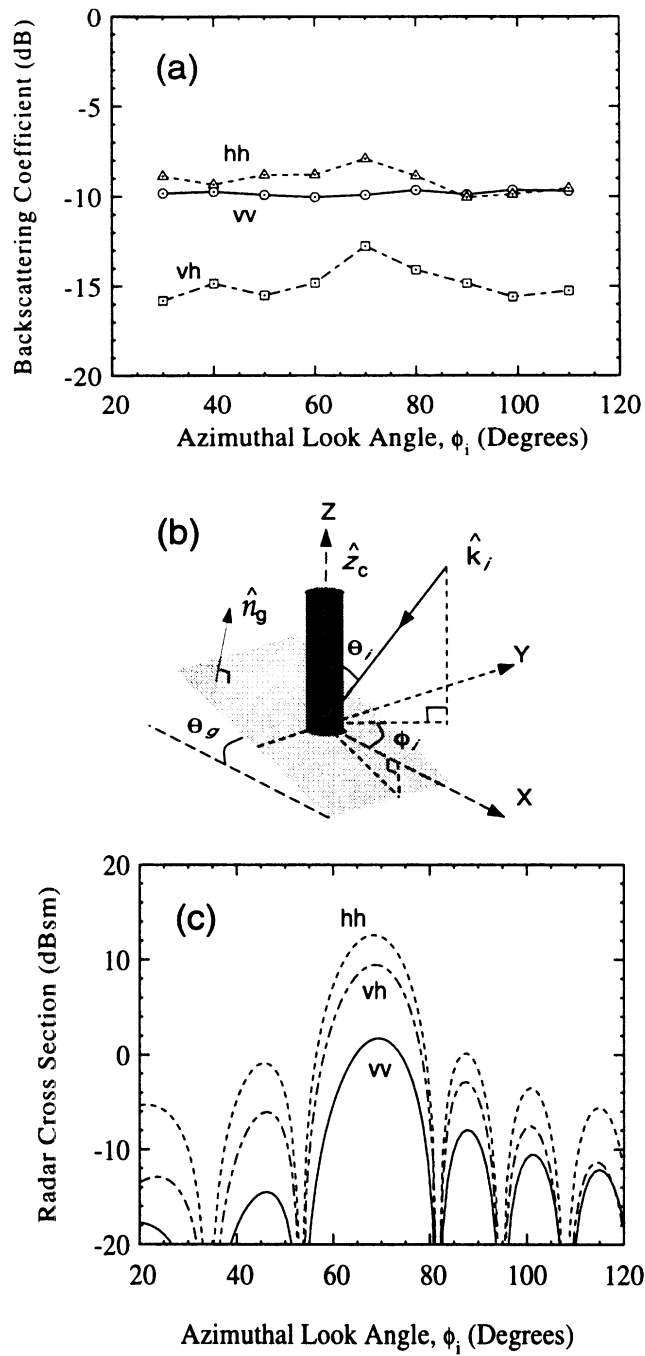 (a)
Backscattering Coefficient (dB)
0
-5
-10
-15
-20
hh
vv
vh
20 40 60 80 100 120
Azimuthal Look Angle, ϕi (Degrees)
(b)
Z
ẑc
k̂i
n̂g
Θi
Y
Θg
ϕi
X
(c)
Radar Cross Section (dBsm)
20
10
0
-10
-20
hh
vh
vv
20 40 60 80 100 120
Azimuthal Look Angle, ϕi (Degrees)